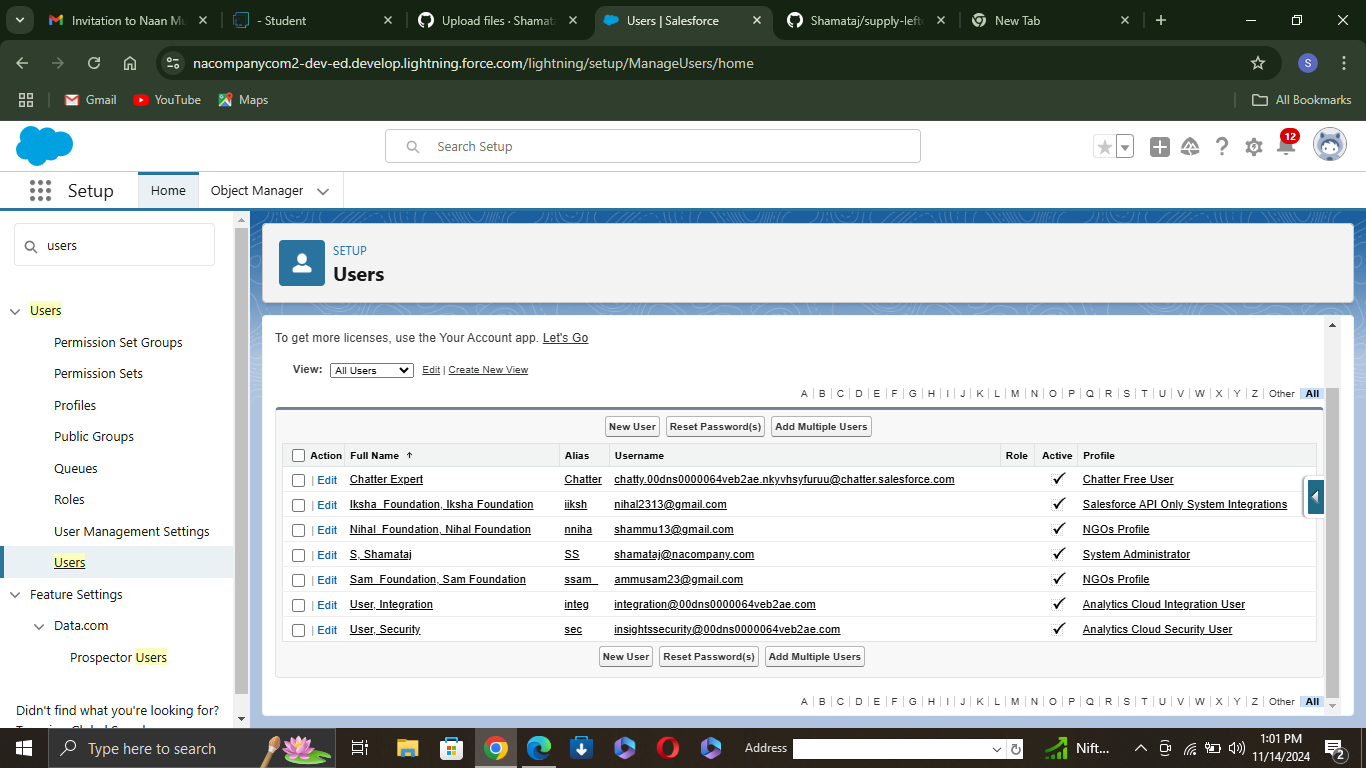 Invitation to Naan Mu
- Student
Upload files · Shamata
Users | Salesforce
Shamataj/supply-lefto
New Tab
nacompanycom2-dev-ed.develop.lightning.force.com/lightning/setup/ManageUsers/home
S
Gmail
YouTube
Maps
All Bookmarks
Search Setup
12
Setup
Home
Object Manager
users
Users
Permission Set Groups
Permission Sets
Profiles
Public Groups
Queues
Roles
User Management Settings
Users
Feature Settings
Data.com
Prospector Users
Didn't find what you're looking for?
SETUP
Users
To get more licenses, use the Your Account app. Let's Go
View: All Users Edit | Create New View
A | B | C | D | E | F | G | H | I | J | K | L | M | N | O | P | Q | R | S | T | U | V | W | X | Y | Z | Other | All
New User Reset Password(s) Add Multiple Users
Action Full Name ↑ Alias Username Role Active Profile
| Edit Chatter Expert Chatter chatty.00dns0000064veb2ae.nkyvhsyfuruu@chatter.salesforce.com ✓ Chatter Free User
| Edit Iksha_Foundation, Iksha Foundation iiksh nihal2313@gmail.com ✓ Salesforce API Only System Integrations
| Edit Nihal_Foundation, Nihal Foundation nniha shammu13@gmail.com ✓ NGOs Profile
| Edit S, Shamataj SS shamataj@nacompany.com ✓ System Administrator
| Edit Sam_Foundation, Sam Foundation ssam_ ammusam23@gmail.com ✓ NGOs Profile
| Edit User, Integration integ integration@00dns0000064veb2ae.com ✓ Analytics Cloud Integration User
| Edit User, Security sec insightssecurity@00dns0000064veb2ae.com ✓ Analytics Cloud Security User
New User Reset Password(s) Add Multiple Users
A | B | C | D | E | F | G | H | I | J | K | L | M | N | O | P | Q | R | S | T | U | V | W | X | Y | Z | Other | All
Type here to search
Address
Nift...
1:01 PM
11/14/2024
2